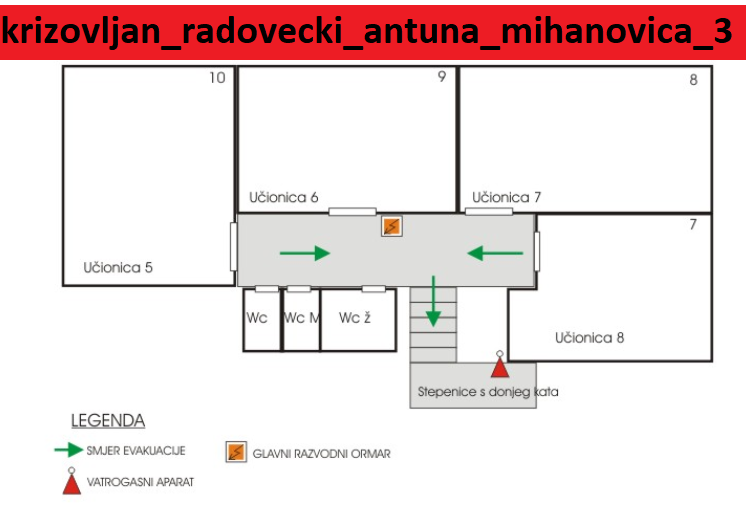 krizovljan_radovecki_antuna_mihanovica_3
10
9
8
Učionica 6
Učionica 7
7
Učionica 5
Wc
Wc M
Wc ž
Učionica 8
Stepenice s donjeg kata
LEGENDA
SMJER EVAKUACIJE
GLAVNI RAZVODNI ORMAR
VATROGASNI APARAT